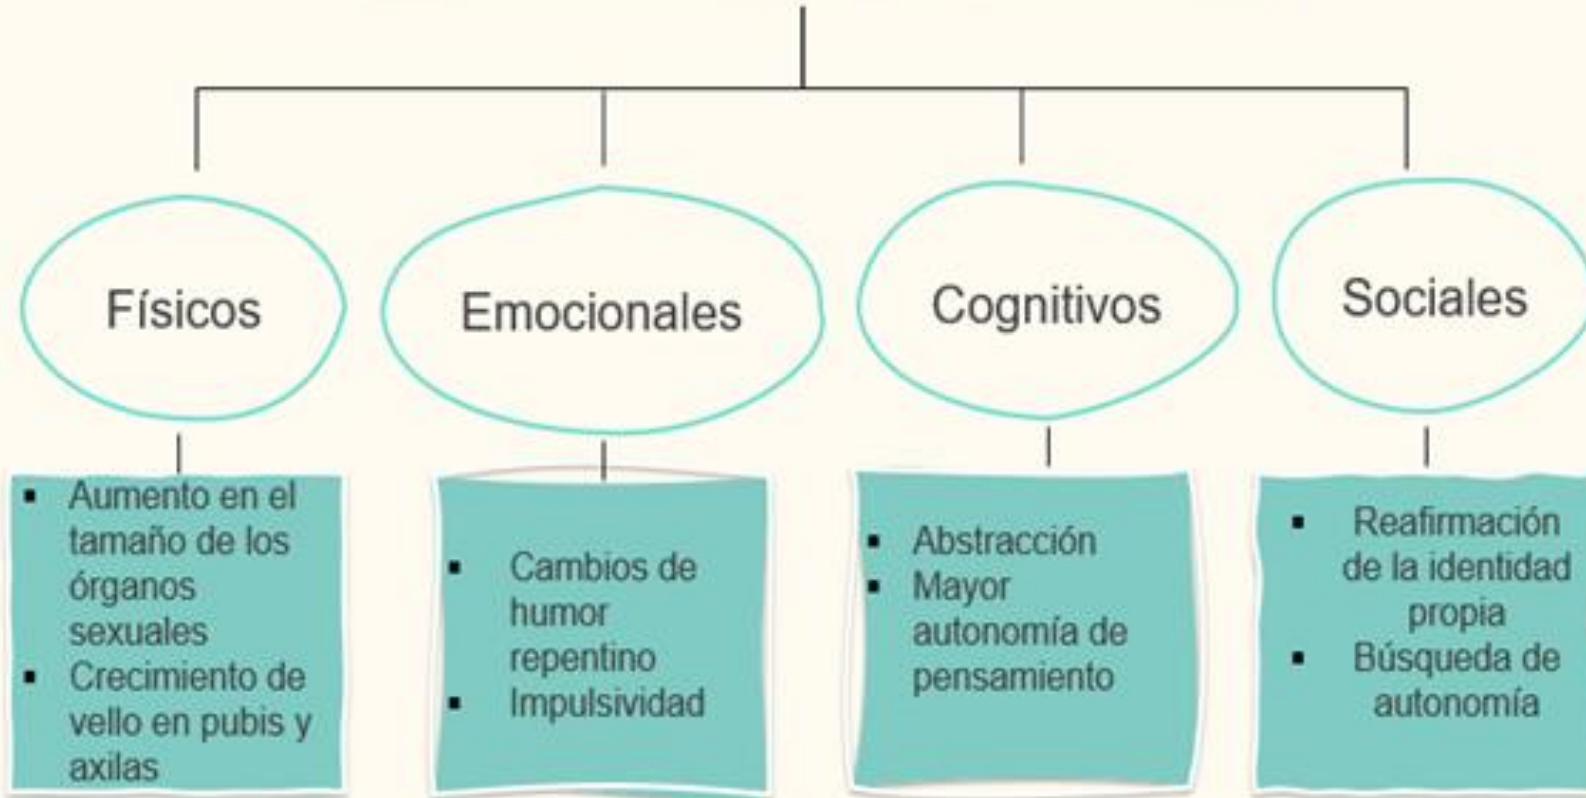 Físicos
Emocionales
Cognitivos
Sociales
▪ Aumento en el
tamaño de los
órganos
sexuales
▪ Crecimiento de
vello en pubis y
axilas
▪ Cambios de
humor
repentino
▪ Impulsividad
▪ Abstracción
▪ Mayor
autonomía de
pensamiento
▪ Reafirmación
de la identidad
propia
▪ Búsqueda de
autonomía